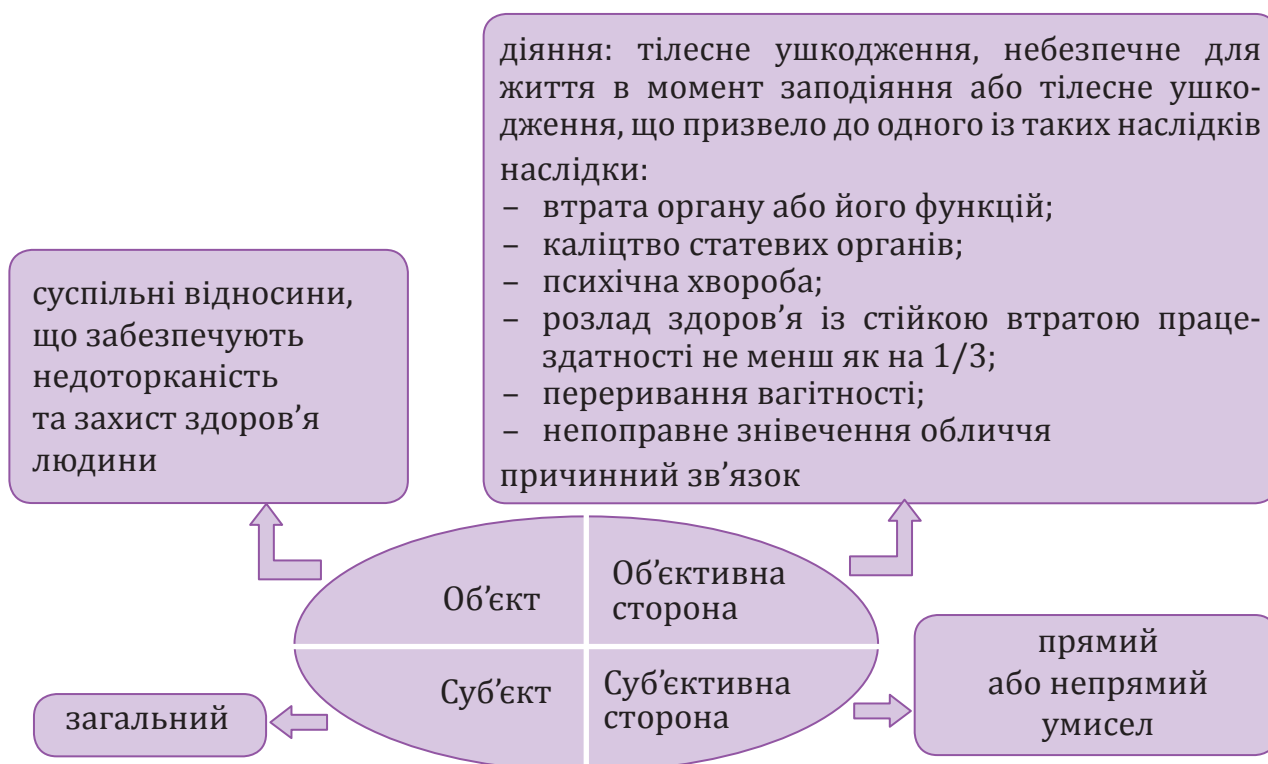 діяння: тілесне ушкодження, небезпечне для
життя в момент заподіяння або тілесне ушко-
дження, що призвело до одного із таких наслідків
наслідки:
– втрата органу або його функцій;
– каліцтво статевих органів;
– психічна хвороба;
– розлад здоров’я із стійкою втратою праце-
здатності не менш як на 1/3;
– переривання вагітності;
– непоправне знівечення обличчя
причинний зв’язок
суспільні відносини,
що забезпечують
недоторканість
та захист здоров’я
людини
Об’єкт
Об’єктивна
сторона
Суб’єкт
Суб’єктивна
сторона
загальний
прямий
або непрямий
умисел